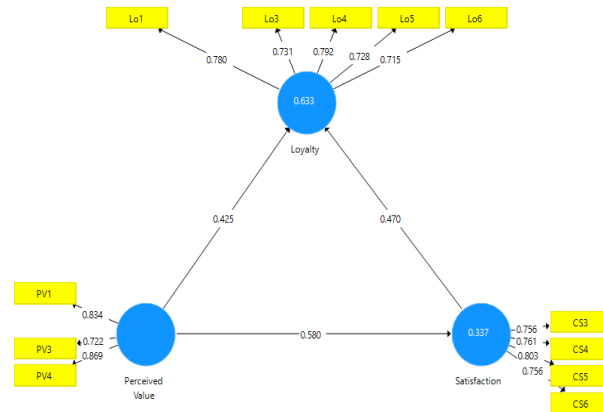 Lo1
Lo3
Lo4
Lo5
Lo6
0.780
0.731
0.792
0.728
0.715
0.633
Loyalty
0.425
0.470
PV1
PV3
PV4
0.834
0.722
0.869
Perceived
Value
0.580
0.337
Satisfaction
0.756
0.761
0.803
0.756
CS3
CS4
CS5
CS6